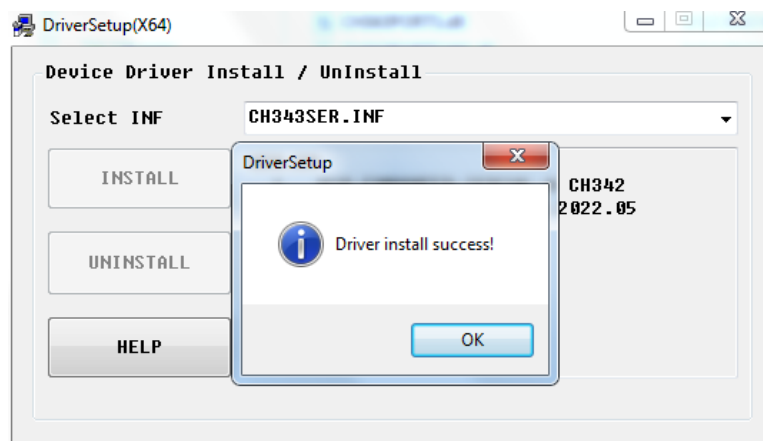 DriverSetup(X64)
Device Driver Install / UnInstall
Select INF
CH343SER.INF
INSTALL
UNINSTALL
HELP
CH342
2022.05
DriverSetup
Driver install success!
OK